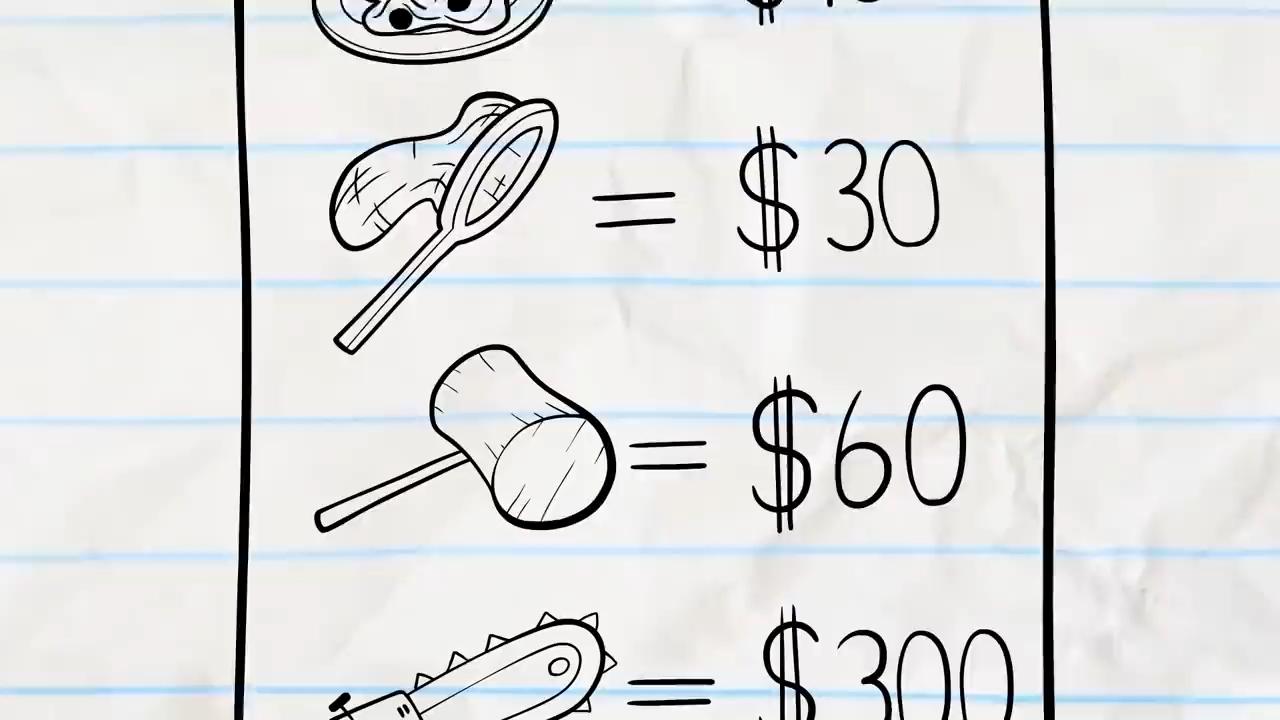 = $30
= $60
= $300